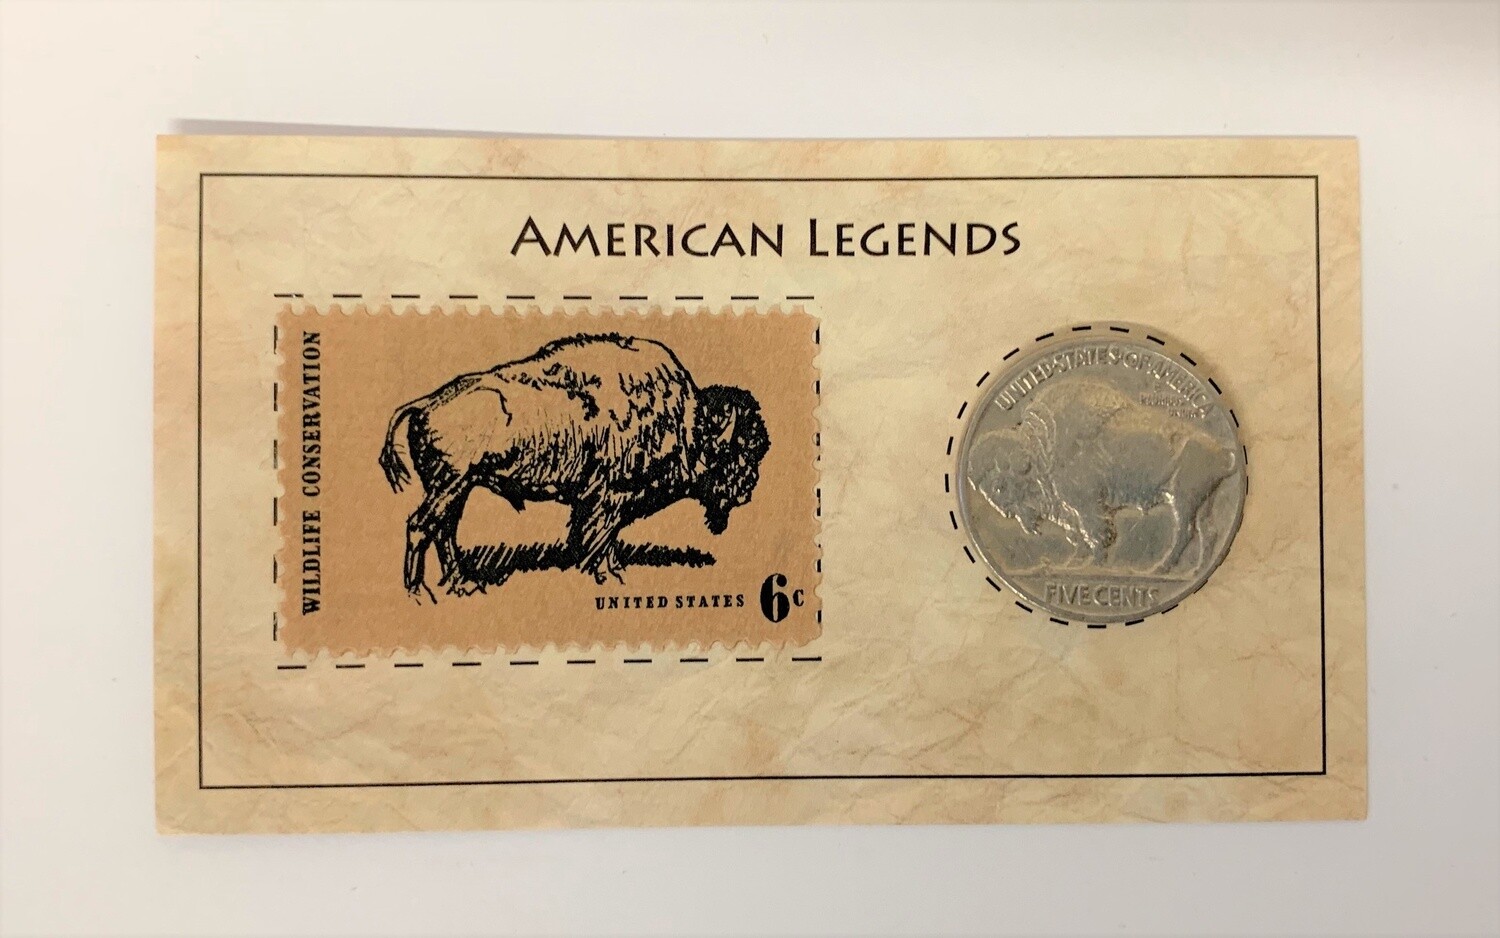 AMERICAN LEGENDS
WILDLIFE CONSERVATION
UNITED STATES 6c
UNITED·STATES·OF·AMERICA
FIVE CENTS